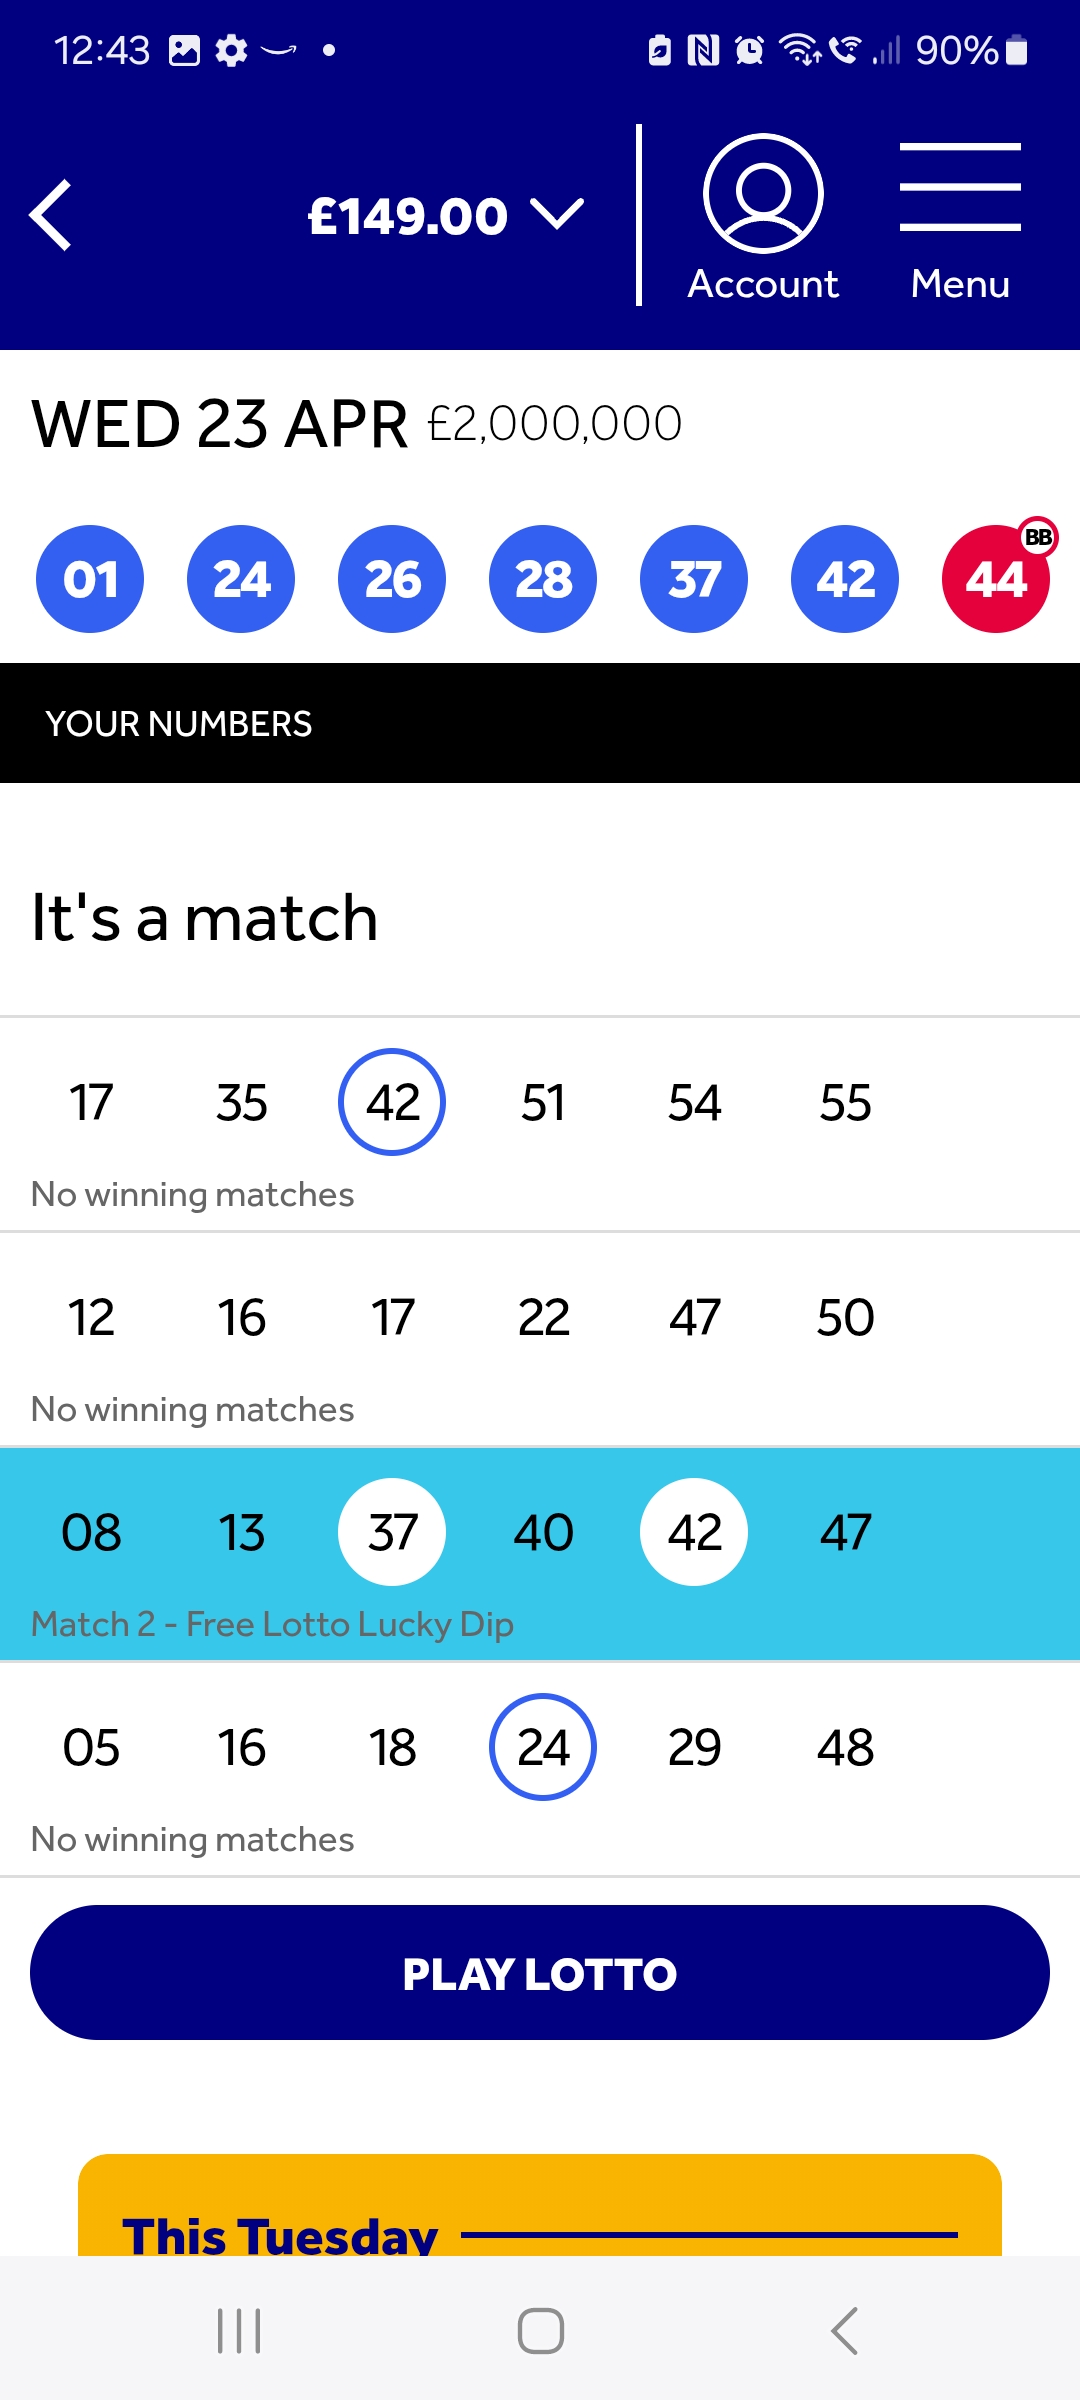 12:43 90%
£149.00
Account Menu
WED 23 APR £2,000,000
01 24 26 28 37 42 44 BB
YOUR NUMBERS
It's a match
17 35 42 51 54 55
No winning matches
12 16 17 22 47 50
No winning matches
08 13 37 40 42 47
Match 2 - Free Lotto Lucky Dip
05 16 18 24 29 48
No winning matches
PLAY LOTTO
This Tuesday